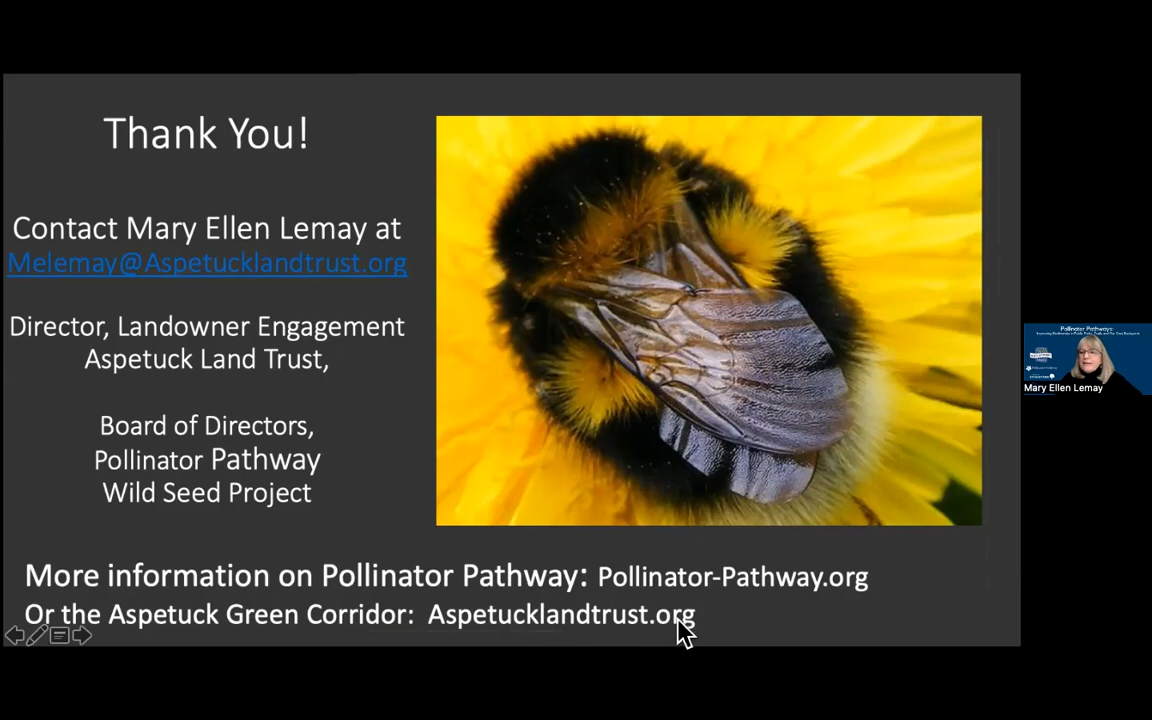 Thank You!
Contact Mary Ellen Lemay at
Melemay@Aspetucklandtrust.org
Director, Landowner Engagement
Aspetuck Land Trust,
Board of Directors,
Pollinator Pathway
Wild Seed Project
More information on Pollinator Pathway: Pollinator-Pathway.org
Or the Aspetuck Green Corridor: Aspetucklandtrust.org
Pollinator Pathways:
Mary Ellen Lemay